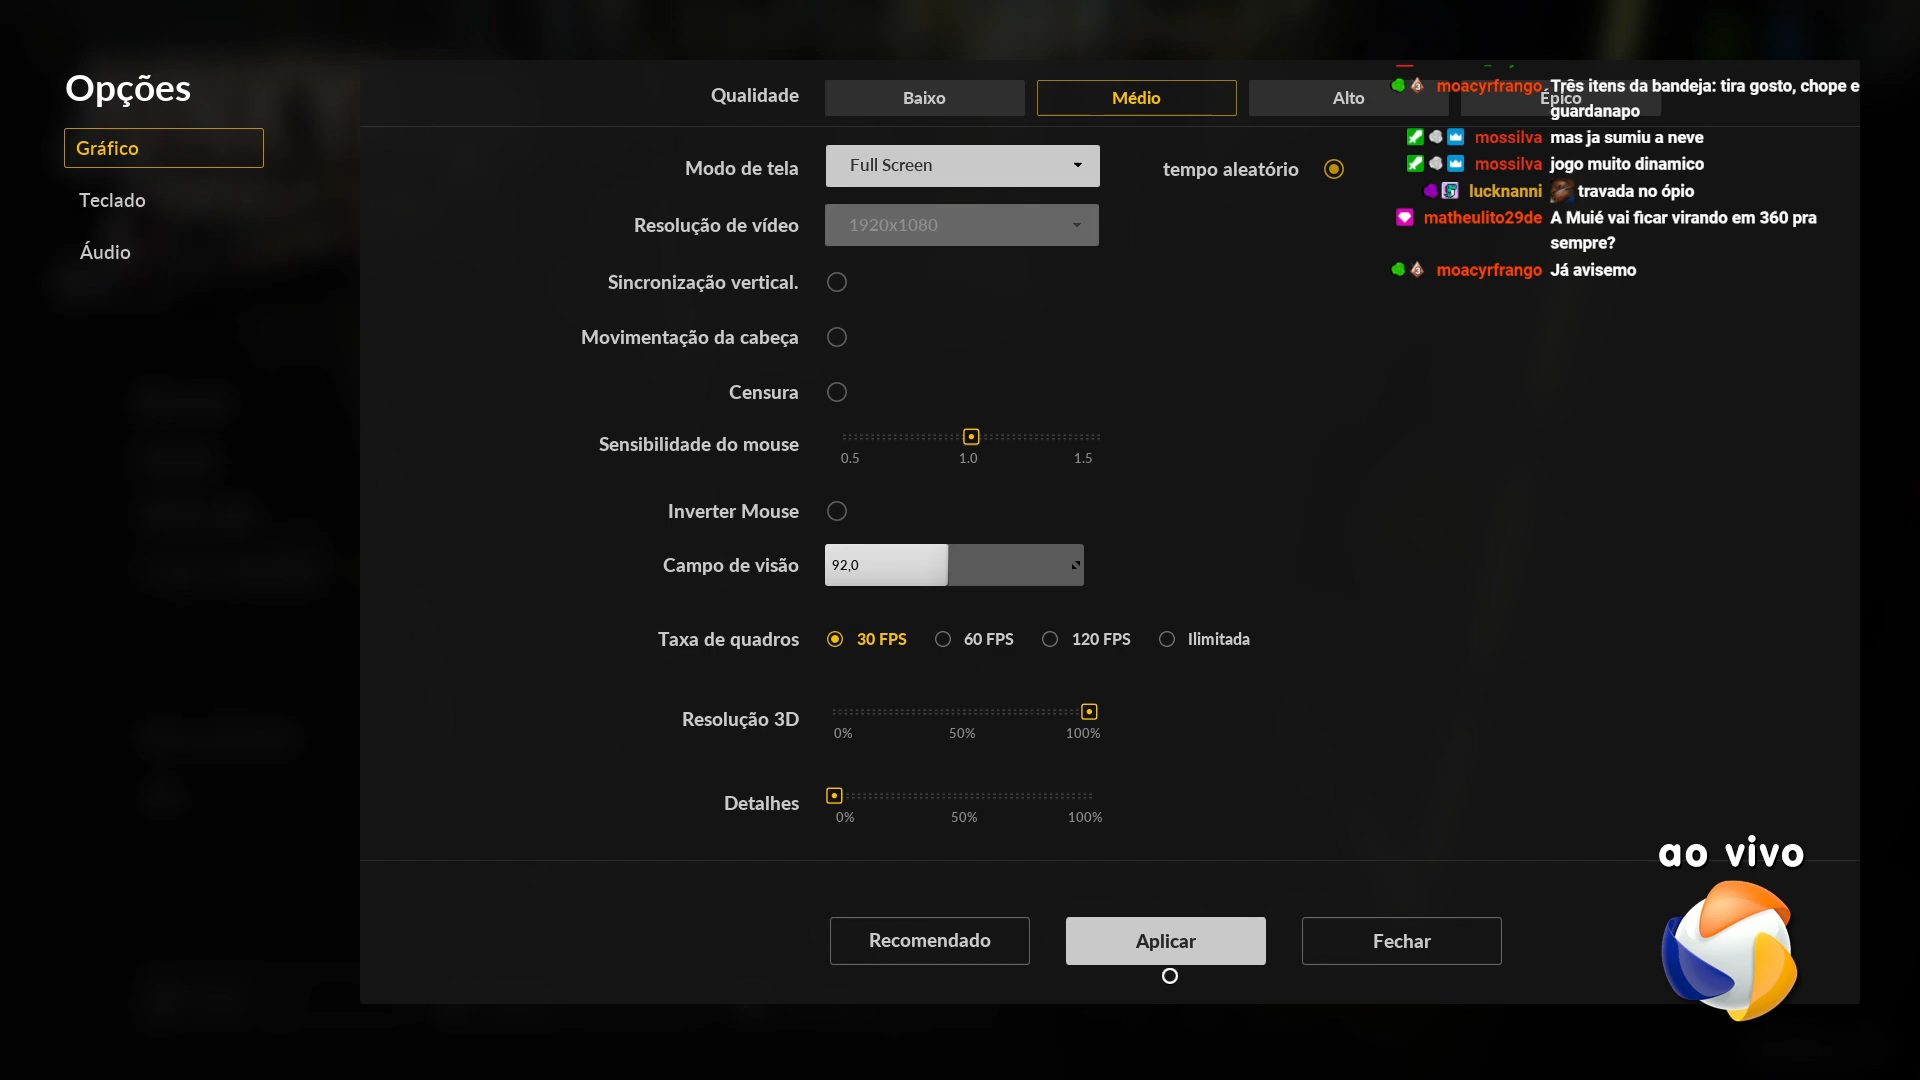 Opções
Gráfico
Teclado
Áudio
Qualidade
Baixo
Médio
Alto
Épico
Modo de tela
Full Screen
tempo aleatório
Resolução de vídeo
1920x1080
Sincronização vertical.
Movimentação da cabeça
Censura
Sensibilidade do mouse
0.5
1.0
1.5
Inverter Mouse
Campo de visão
92,0
Taxa de quadros
30 FPS
60 FPS
120 FPS
Ilimitada
Resolução 3D
0%
50%
100%
Detalhes
0%
50%
100%
Recomendado
Aplicar
Fechar
moacyrfrango Três itens da bandeja: tira gosto, chope e
guardanapo
mossilva mas ja sumiu a neve
mossilva jogo muito dinamico
lucknanni travada no ópio
matheulito29de A Muié vai ficar virando em 360 pra
sempre?
moacyrfrango Já avisemo
ao vivo